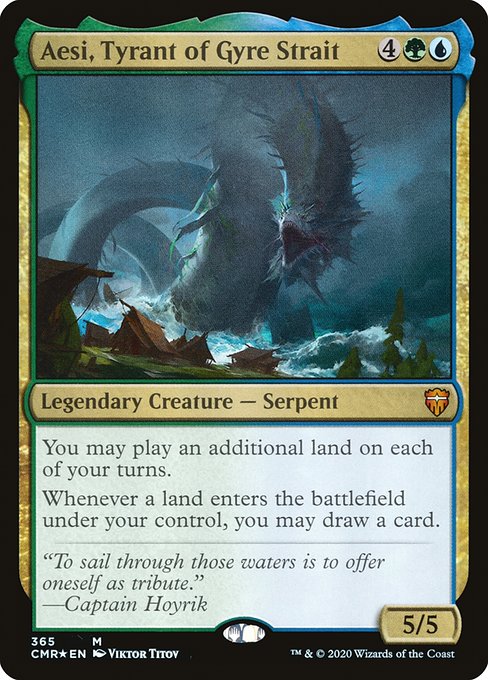 Aesi, Tyrant of Gyre Strait 4
Legendary Creature — Serpent
You may play an additional land on each
of your turns.
Whenever a land enters the battlefield
under your control, you may draw a card.
“To sail through those waters is to offer
oneself as tribute.”
—Captain Hoyrik
5/5
365 M
CMR★EN Viktor Titov
™ & © 2020 Wizards of the Coast